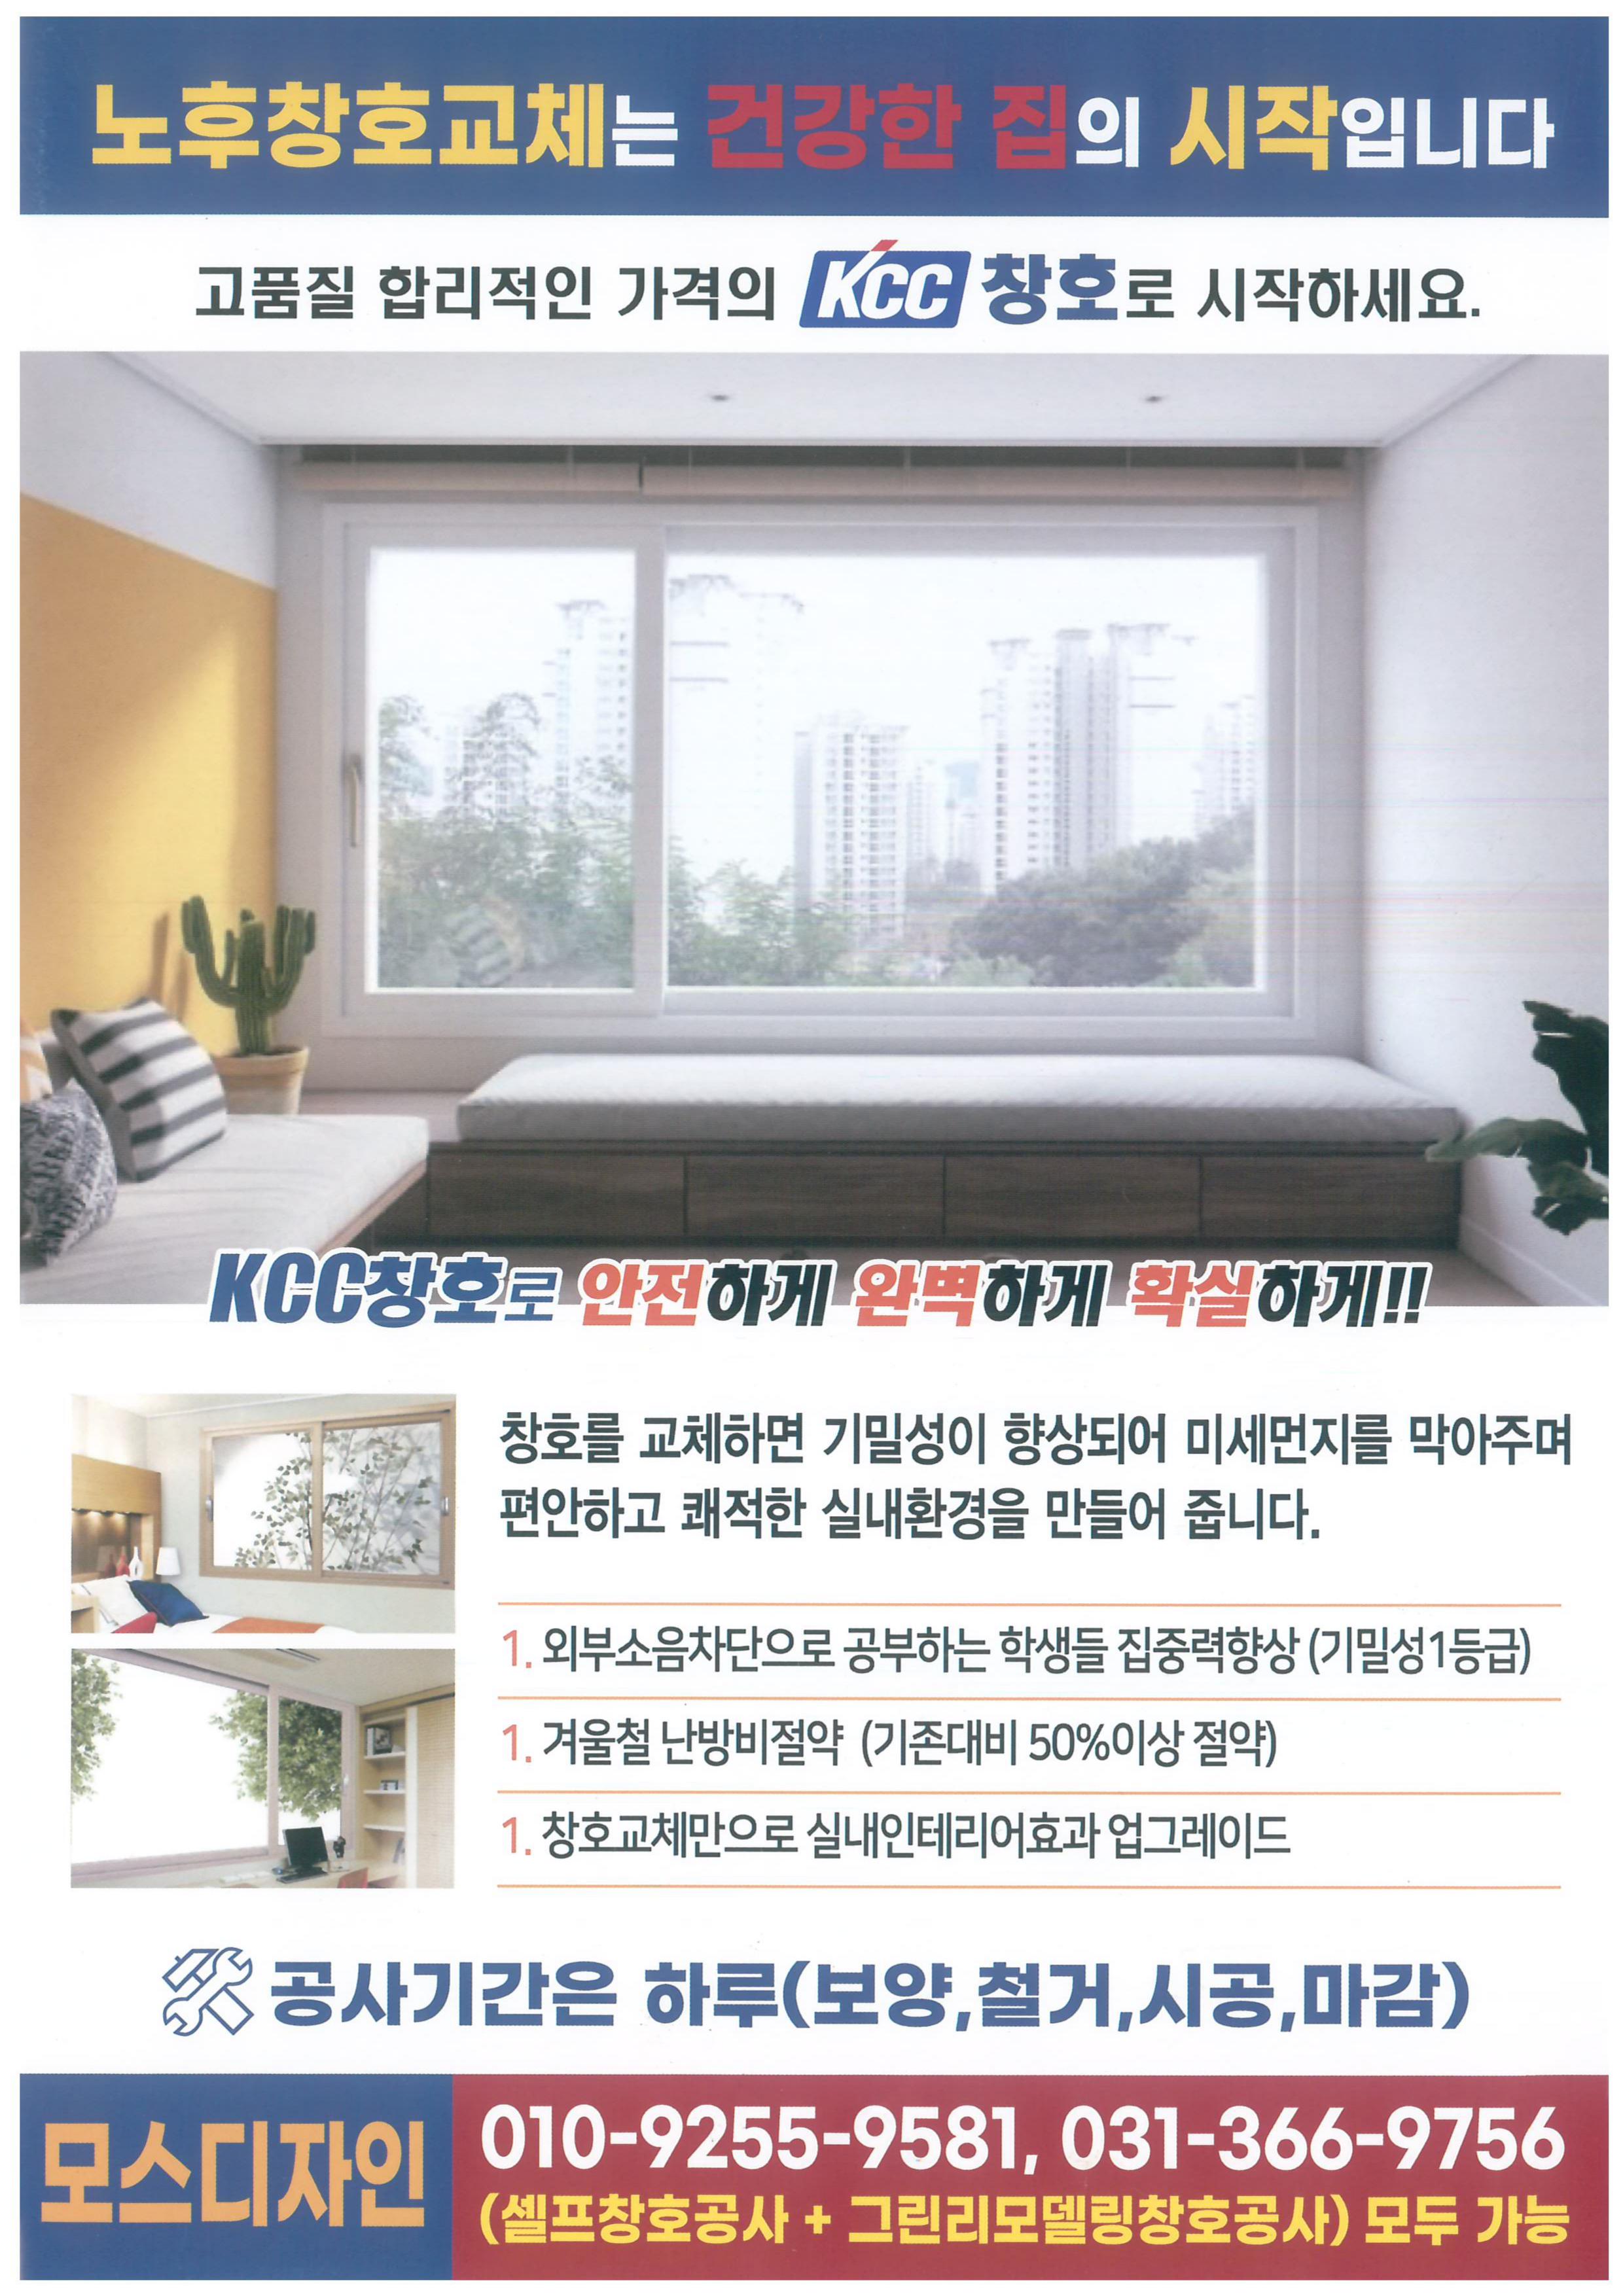 노후창호교체는 건강한 집의 시작입니다
고품질 합리적인 가격의 KCC 창호로 시작하세요.
KCC창호로 안전하게 완벽하게 확실하게!!
창호를 교체하면 기밀성이 향상되어 미세먼지를 막아주며
편안하고 쾌적한 실내환경을 만들어 줍니다.
1. 외부소음차단으로 공부하는 학생들 집중력향상 (기밀성1등급)
1. 겨울철 난방비절약 (기존대비 50%이상 절약)
1. 창호교체만으로 실내인테리어효과 업그레이드
공사기간은 하루(보양,철거,시공,마감)
모스디자인
010-9255-9581, 031-366-9756
(셀프창호공사 + 그린리모델링창호공사) 모두 가능